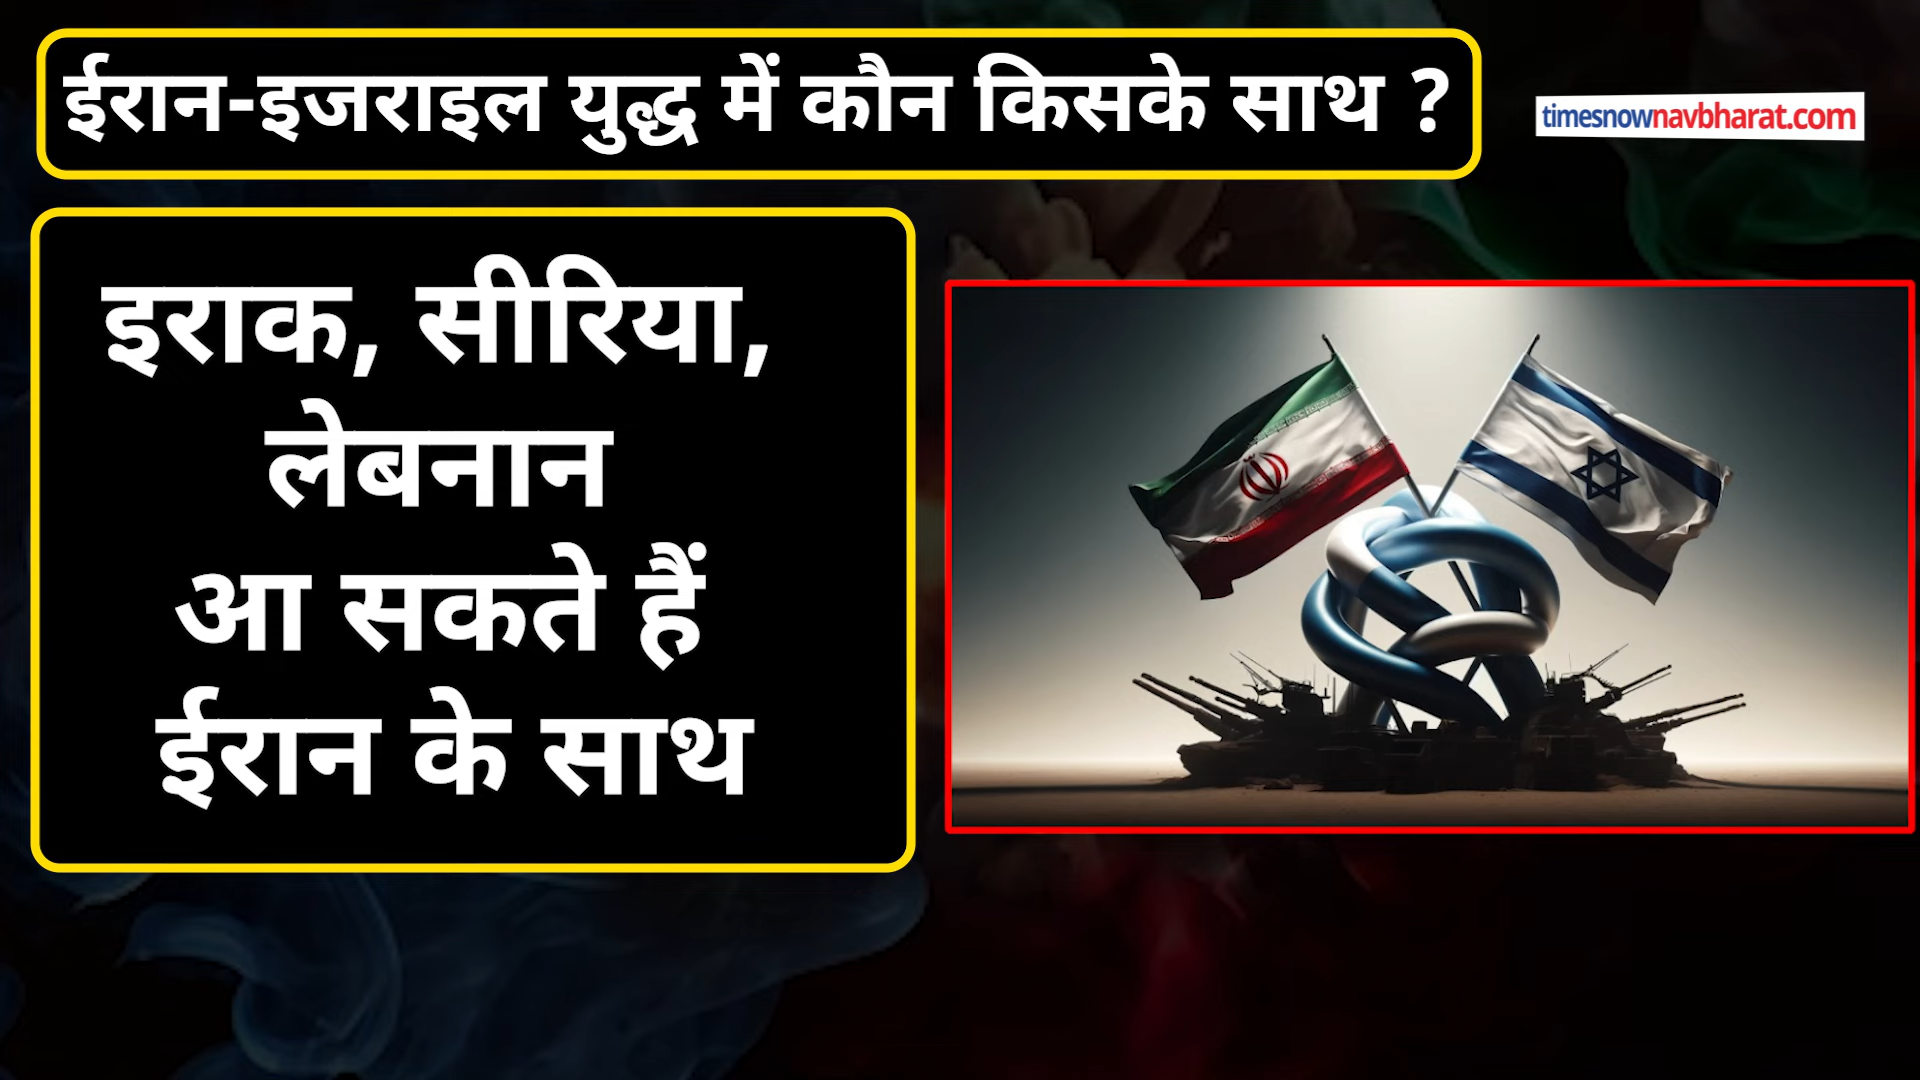 ईरान-इजराइल युद्ध में कौन किसके साथ ?
timesnownavbharat.com
इराक, सीरिया,
लेबनान
आ सकते हैं
ईरान के साथ